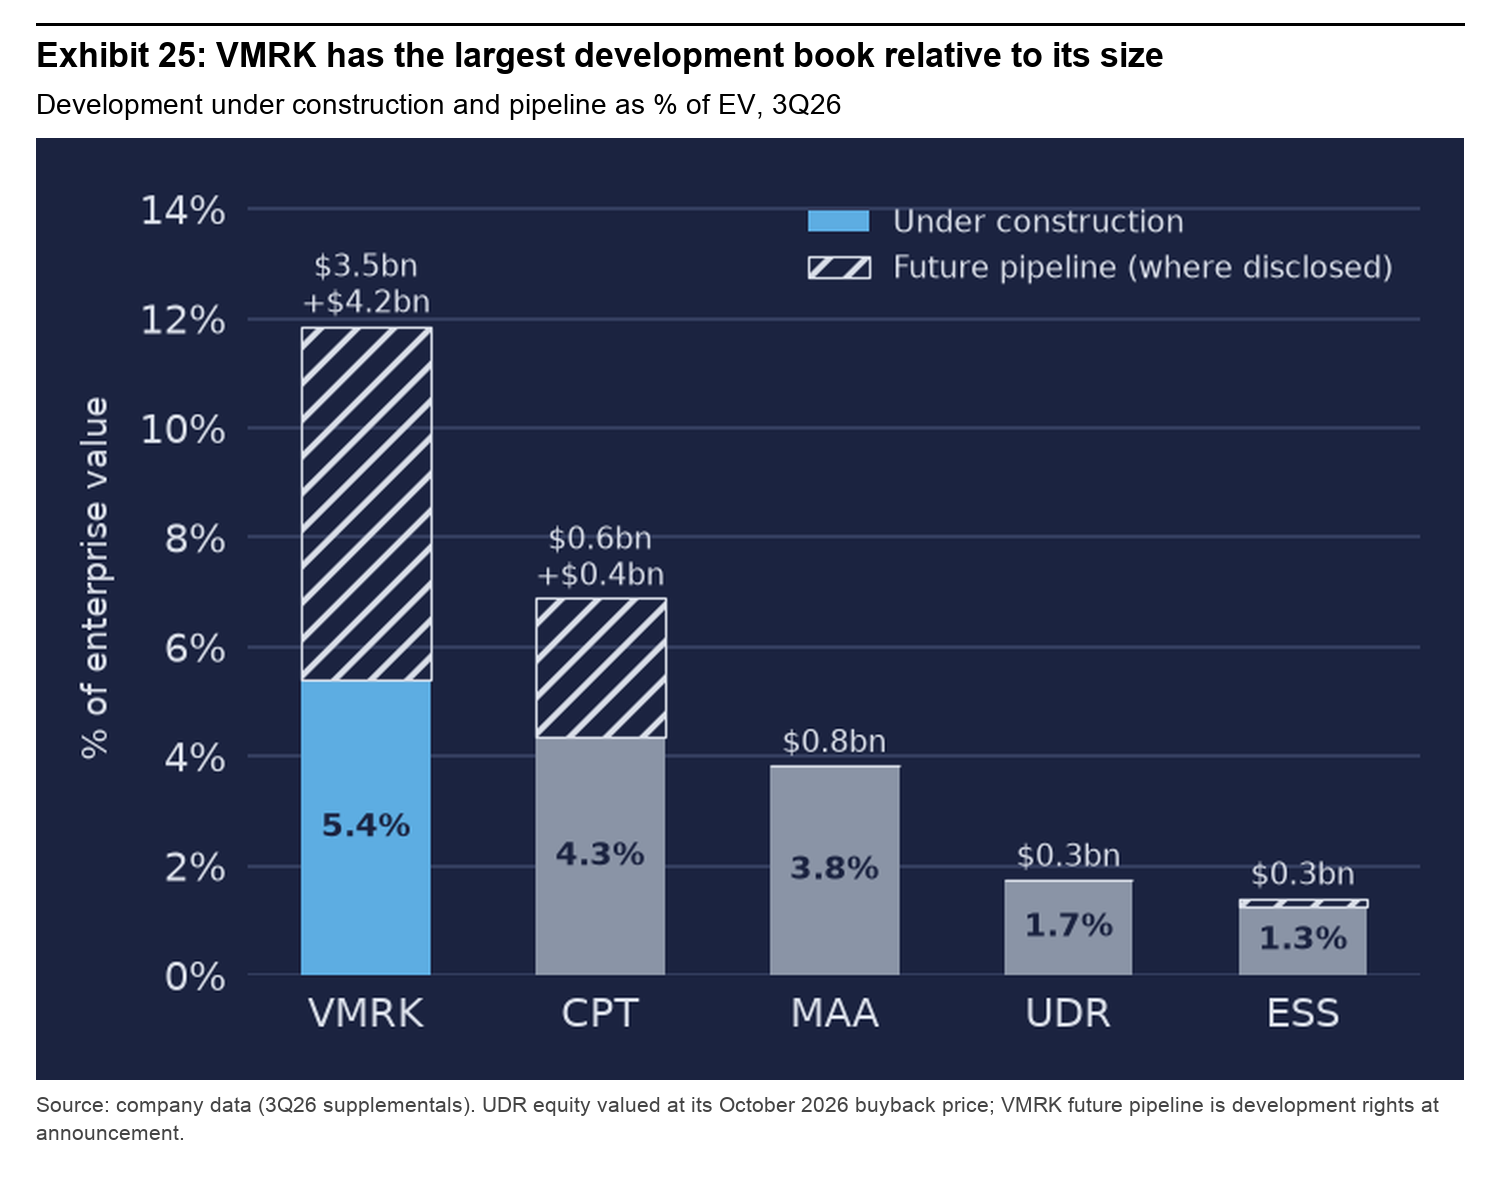 Exhibit 25: VMRK has the largest development book relative to its size
Development under construction and pipeline as % of EV, 3Q26
% of enterprise value
14%
12%
10%
8%
6%
4%
2%
0%
Under construction
Future pipeline (where disclosed)
$3.5bn
+$4.2bn
5.4%
$0.6bn
+$0.4bn
4.3%
$0.8bn
3.8%
$0.3bn
1.7%
$0.3bn
1.3%
VMRK
CPT
MAA
UDR
ESS
Source: company data (3Q26 supplementals). UDR equity valued at its October 2026 buyback price; VMRK future pipeline is development rights at
announcement.